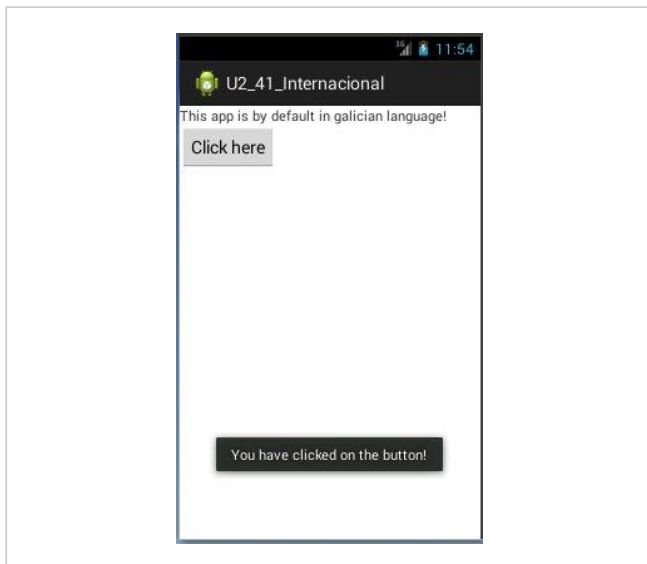 3G 11:54
U2_41_Internacional
This app is by default in galician language!
Click here
You have clicked on the button!